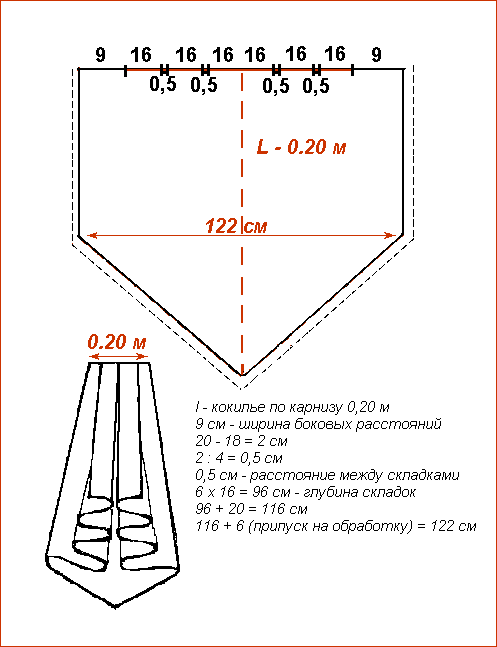 9 16 16 16 16 16 16 9
0,5 0,5 0,5 0,5
L - 0.20 м
122 см
0.20 м
l - кокилье по карнизу 0,20 м
9 см - ширина боковых расстояний
20 - 18 = 2 см
2 : 4 = 0,5 см
0,5 см - расстояние между складками
6 x 16 = 96 см - глубина складок
96 + 20 = 116 см
116 + 6 (припуск на обработку) = 122 см